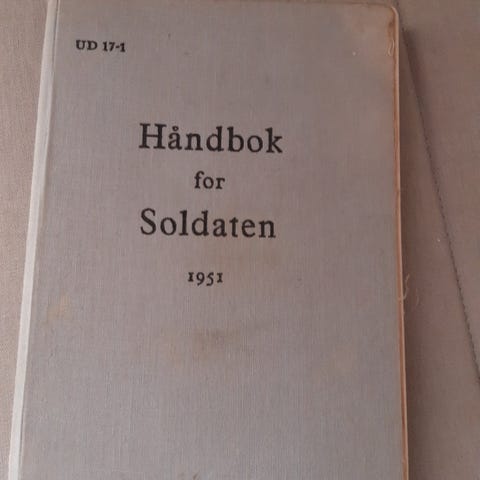 UD 17-1
Håndbok
for
Soldaten
1951